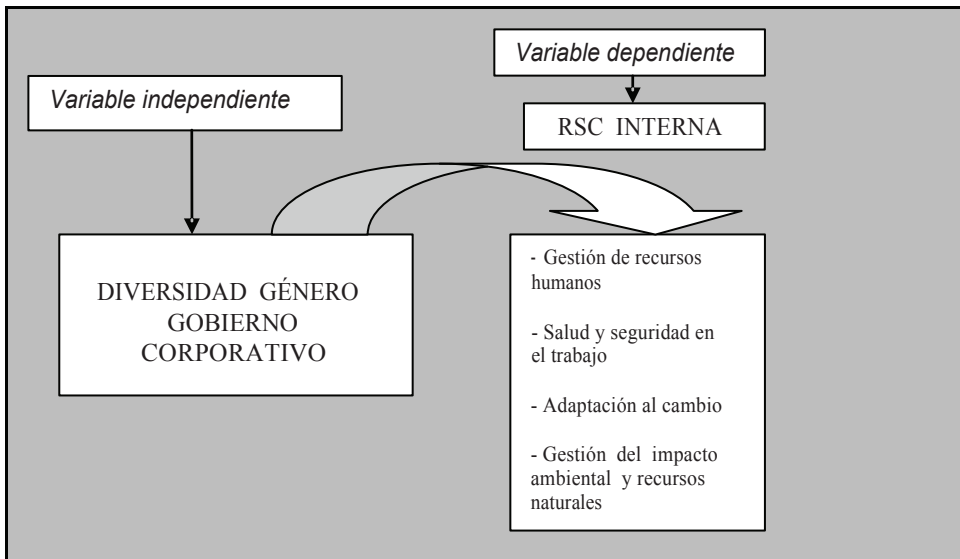 Variable dependiente
Variable independiente
RSC INTERNA
DIVERSIDAD GÉNERO
GOBIERNO
CORPORATIVO
- Gestión de recursos
humanos
- Salud y seguridad en
el trabajo
- Adaptación al cambio
- Gestión del impacto
ambiental y recursos
naturales